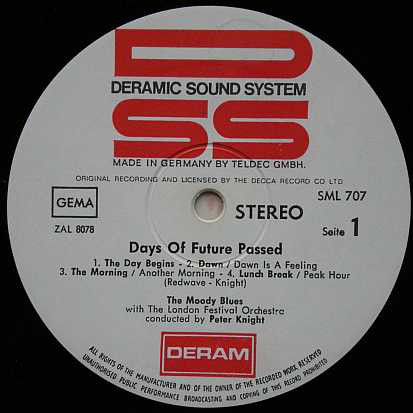 DSS
DERAMIC SOUND SYSTEM
MADE IN GERMANY BY TELDEC GMBH.
ORIGINAL RECORDING AND LICENSED BY THE DECCA RECORD CO LTD
GEMA
STEREO
SML 707
ZAL 8078
Seite 1
Days Of Future Passed
1. The Day Begins - 2. Dawn / Dawn Is A Feeling
3. The Morning / Another Morning - 4. Lunch Break / Peak Hour
(Redwave - Knight)
The Moody Blues
with The London Festival Orchestra
conducted by Peter Knight
DERAM
ALL RIGHTS OF THE MANUFACTURER AND OF THE OWNER OF THE RECORDED WORK RESERVED
UNAUTHORISED PUBLIC PERFORMANCE BROADCASTING AND COPYING OF THIS RECORD PROHIBITED